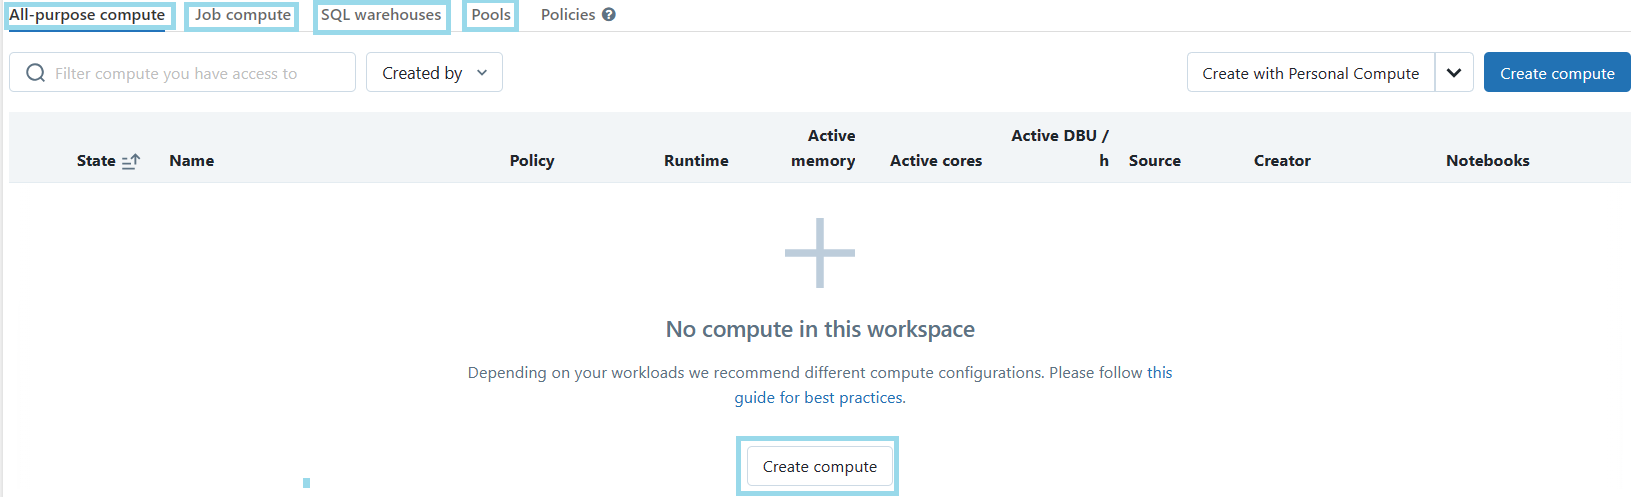 All-purpose compute Job compute SQL warehouses Pools Policies ?
Filter compute you have access to Created by Create with Personal Compute Create compute
State Name Policy Runtime Active memory Active cores Active DBU / h Source Creator Notebooks
No compute in this workspace
Depending on your workloads we recommend different compute configurations. Please follow this
guide for best practices.
Create compute